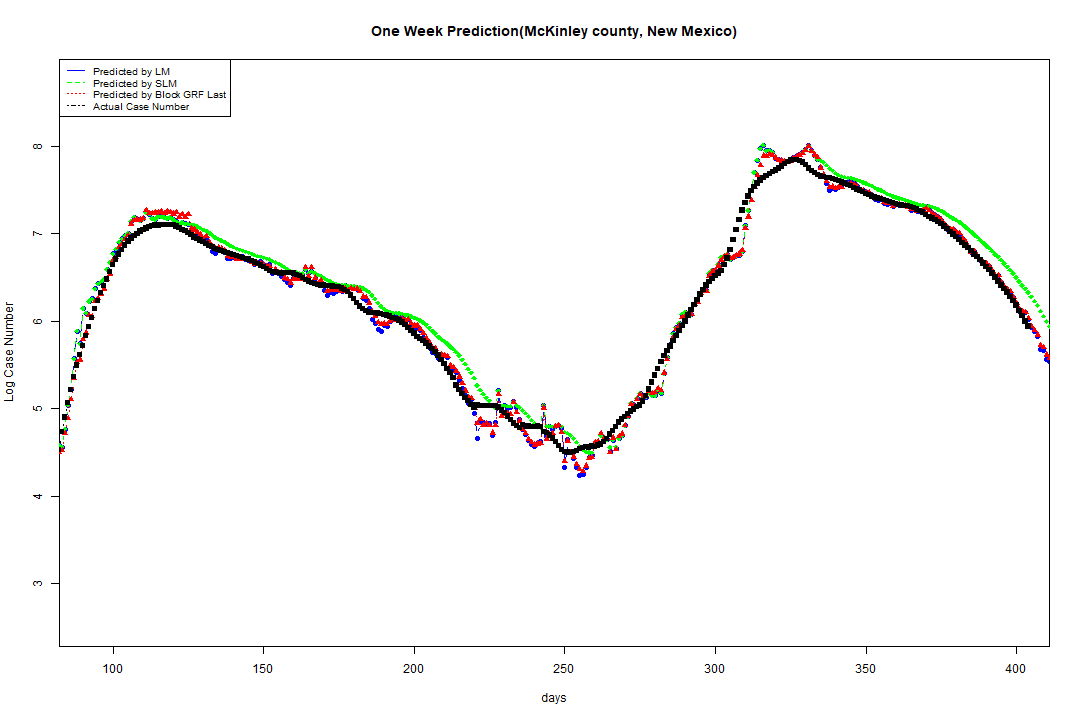 One Week Prediction(McKinley county, New Mexico)
Predicted by LM
Predicted by SLM
Predicted by Block GRF Last
Actual Case Number
8
7
6
5
4
3
Log Case Number
100 150 200 250 300 350 400
days